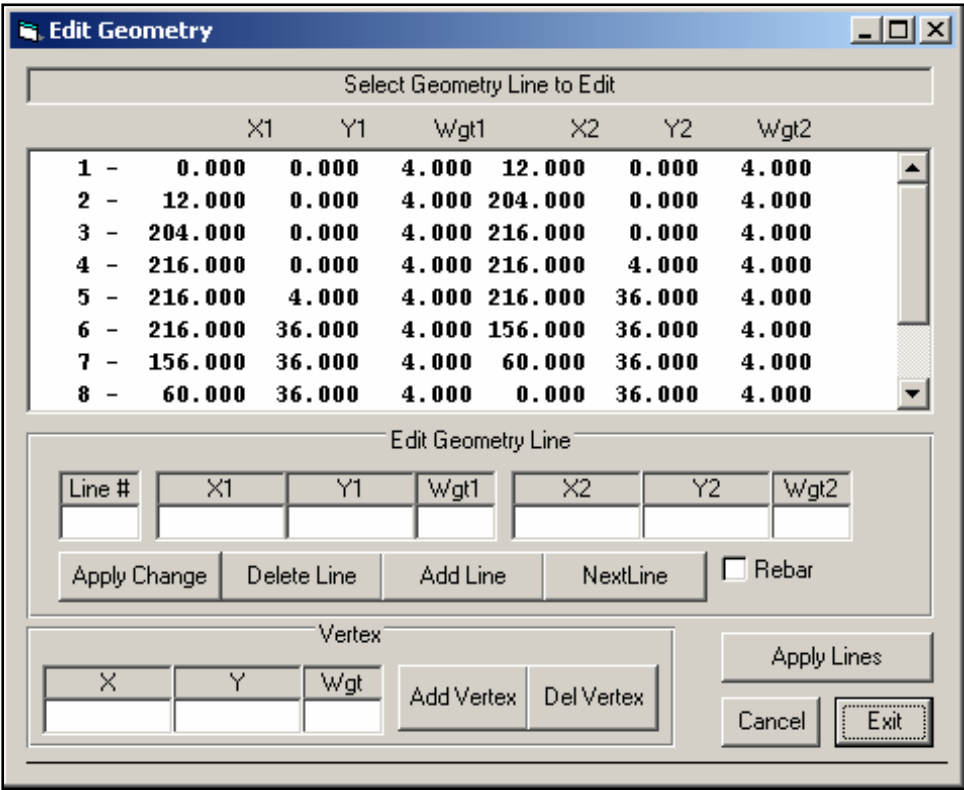 Edit Geometry
Select Geometry Line to Edit
X1 Y1 Wgt1 X2 Y2 Wgt2
1 - 0.000 0.000 4.000 12.000 0.000 4.000
2 - 12.000 0.000 4.000 204.000 0.000 4.000
3 - 204.000 0.000 4.000 216.000 0.000 4.000
4 - 216.000 0.000 4.000 216.000 4.000 4.000
5 - 216.000 4.000 4.000 216.000 36.000 4.000
6 - 216.000 36.000 4.000 156.000 36.000 4.000
7 - 156.000 36.000 4.000 60.000 36.000 4.000
8 - 60.000 36.000 4.000 0.000 36.000 4.000
Edit Geometry Line
Line # X1 Y1 Wgt1 X2 Y2 Wgt2
Apply Change Delete Line Add Line NextLine Rebar
Vertex
X Y Wgt
Add Vertex Del Vertex
Apply Lines
Cancel Exit